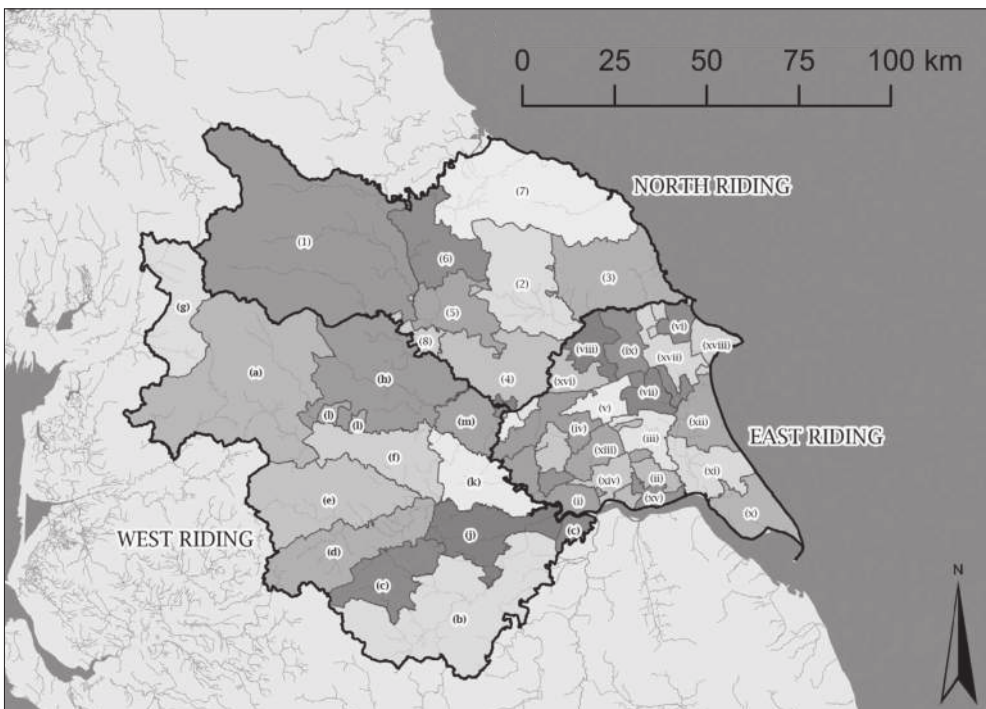 0 25 50 75 100 km
NORTH RIDING
(7)
(1)
(6)
(2)
(3)
(g)
(5)
(8)
(vi)
(viii)
(ix)
(xvii)
(xviii)
(a)
(h)
(4)
(xvi)
(vii)
(l)
(l)
(m)
(v)
(iv)
(iii)
(xii)
EAST RIDING
(f)
(xiii)
(k)
(xiv)
(ii)
(xi)
(e)
(i)
(xv)
(x)
WEST RIDING
(j)
(c)
(d)
(c)
(b)
N